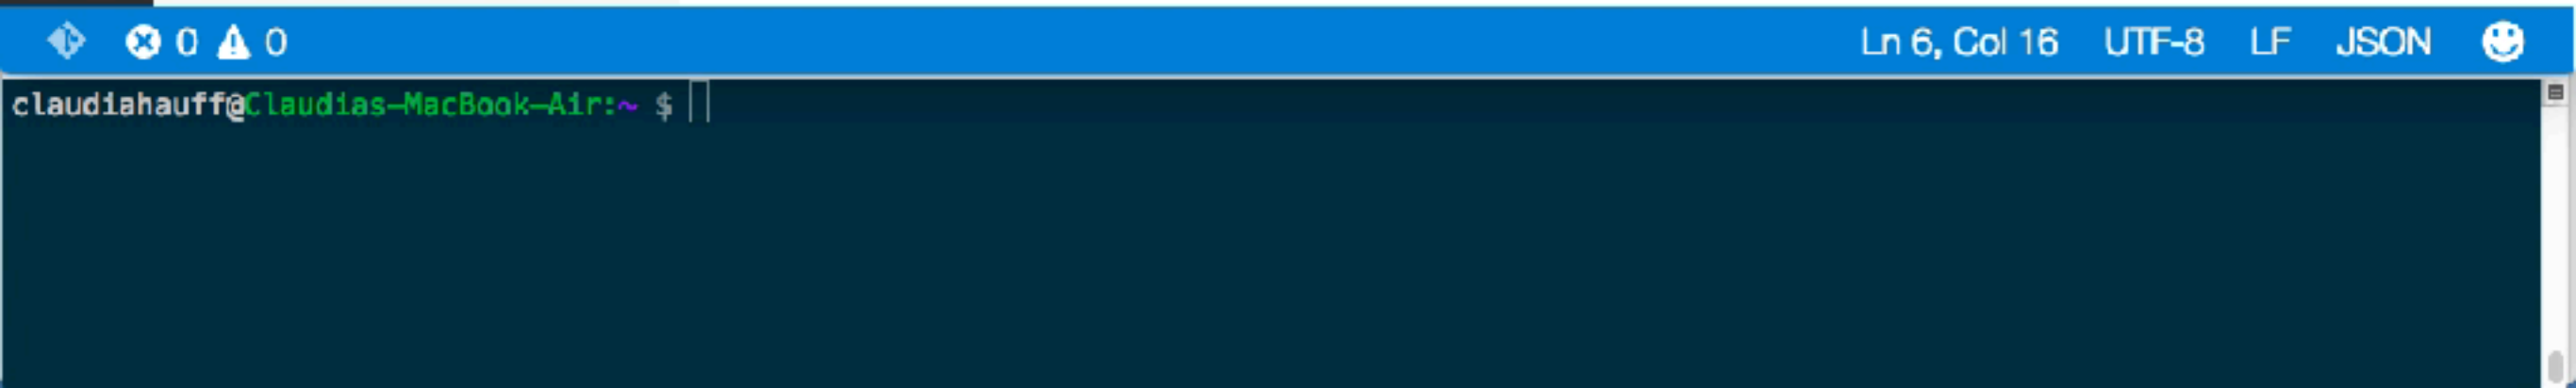 0 0 Ln 6, Col 16 UTF-8 LF JSON
claudiahauff@Claudias-MacBook-Air:~ $